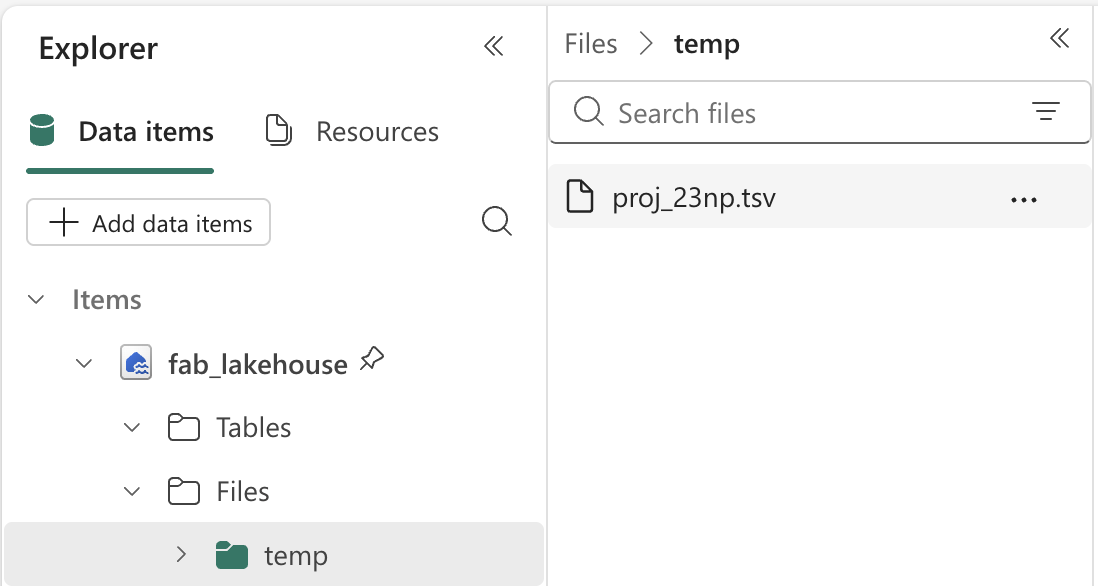 Explorer
Data items
Resources
Add data items
Items
fab_lakehouse
Tables
Files
temp
Files > temp
Search files
proj_23np.tsv